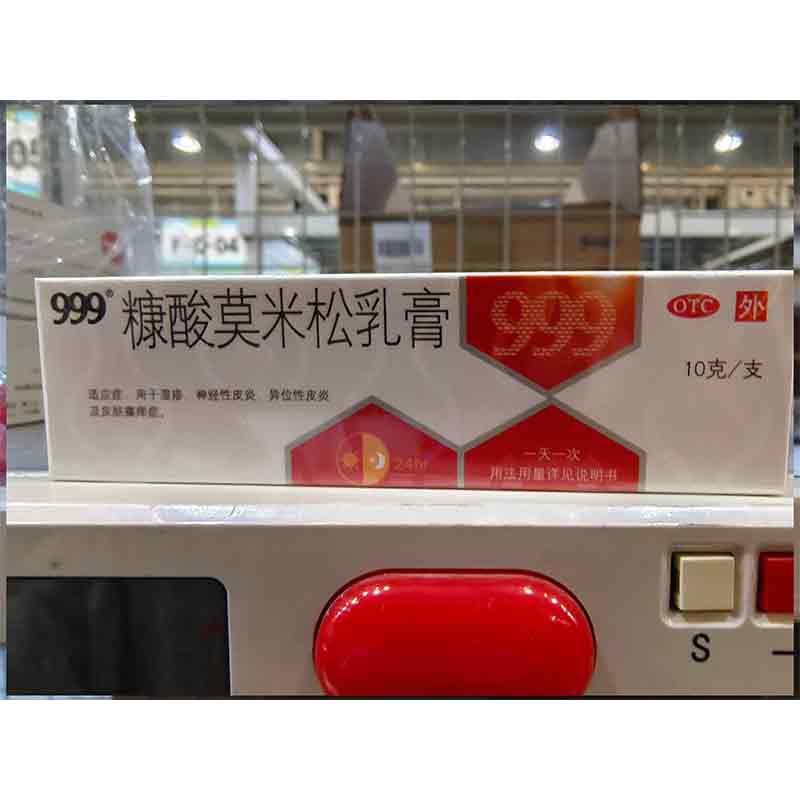 05
F-O-04
999® 糠酸莫米松乳膏
999
OTC 外
10克/支
适应症：用于湿疹、神经性皮炎、异位性皮炎
及皮肤瘙痒症。
24hr
一天一次
用法用量详见说明书
S